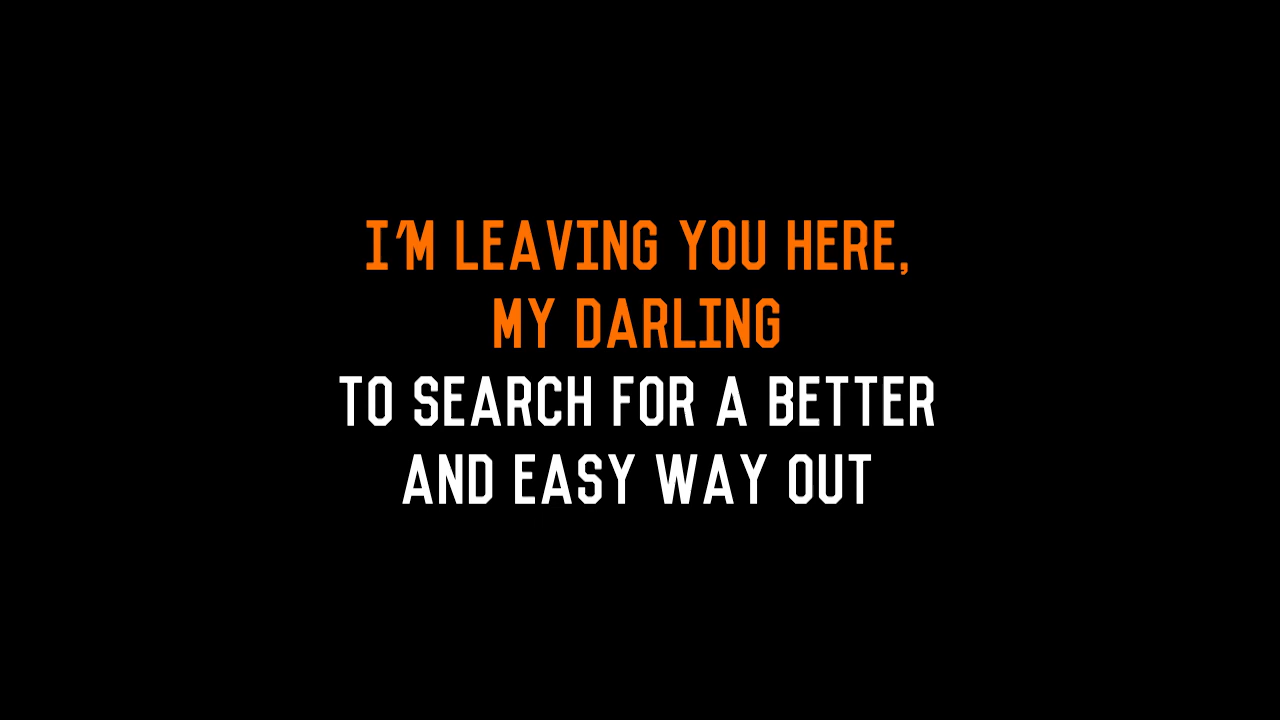 I'M LEAVING YOU HERE,
MY DARLING
TO SEARCH FOR A BETTER
AND EASY WAY OUT